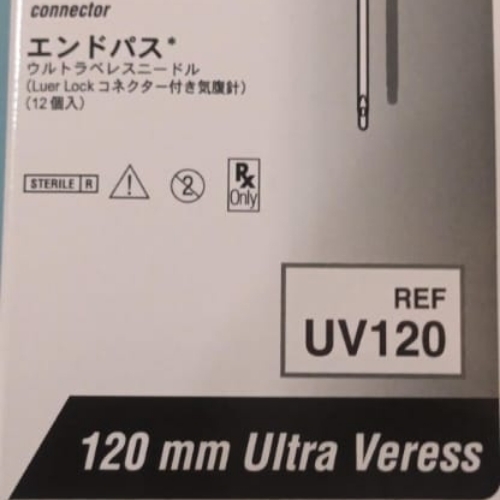 connector
エンドパス*
ウルトラベレスニードル
(Luer Lock コネクター付き気腹針)
(12個入)
STERILE R
2
Rx
Only
REF
UV120
120 mm Ultra Veress